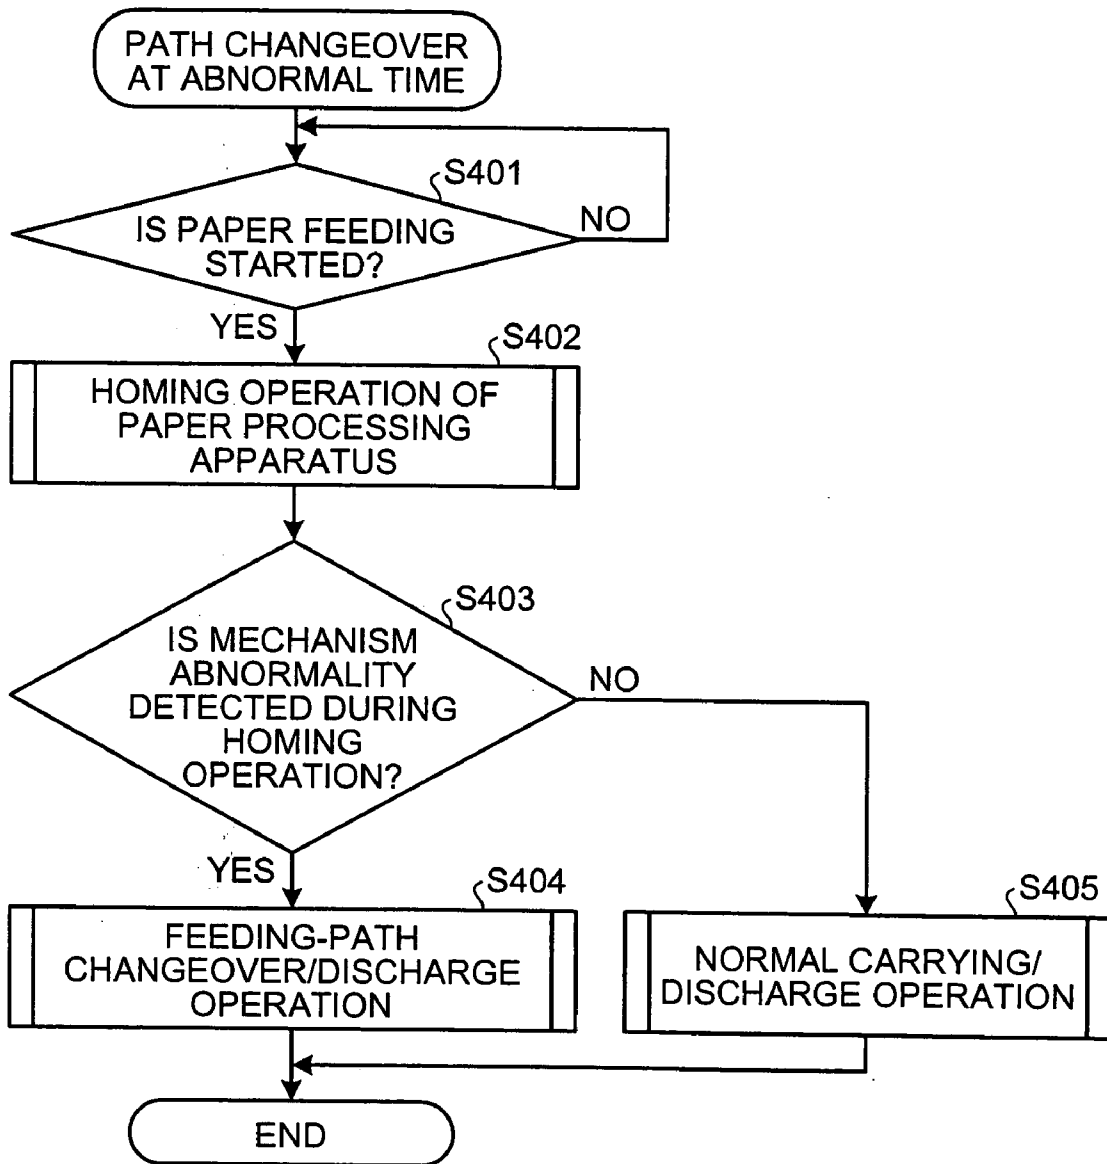 PATH CHANGEOVER
AT ABNORMAL TIME
S401
IS PAPER FEEDING
STARTED?
NO
YES
S402
HOMING OPERATION OF
PAPER PROCESSING
APPARATUS
S403
IS MECHANISM
ABNORMALITY
DETECTED DURING
HOMING
OPERATION?
NO
YES
S404
FEEDING-PATH
CHANGEOVER/DISCHARGE
OPERATION
S405
NORMAL CARRYING/
DISCHARGE OPERATION
END